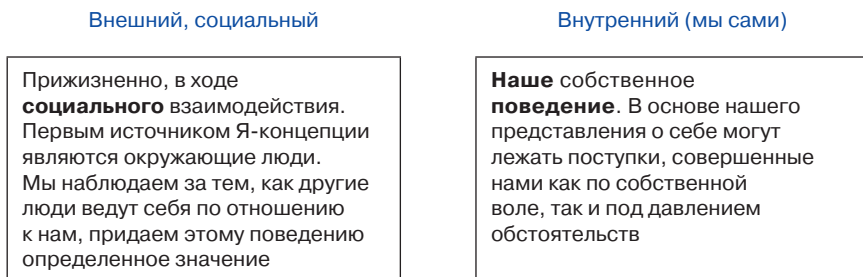 Внешний, социальный
Прижизненно, в ходе
социального взаимодействия.
Первым источником Я-концепции
являются окружающие люди.
Мы наблюдаем за тем, как другие
люди ведут себя по отношению
к нам, придаем этому поведению
определенное значение
Внутренний (мы сами)
Наше собственное
поведение. В основе нашего
представления о себе могут
лежать поступки, совершенные
нами как по собственной
воле, так и под давлением
обстоятельств